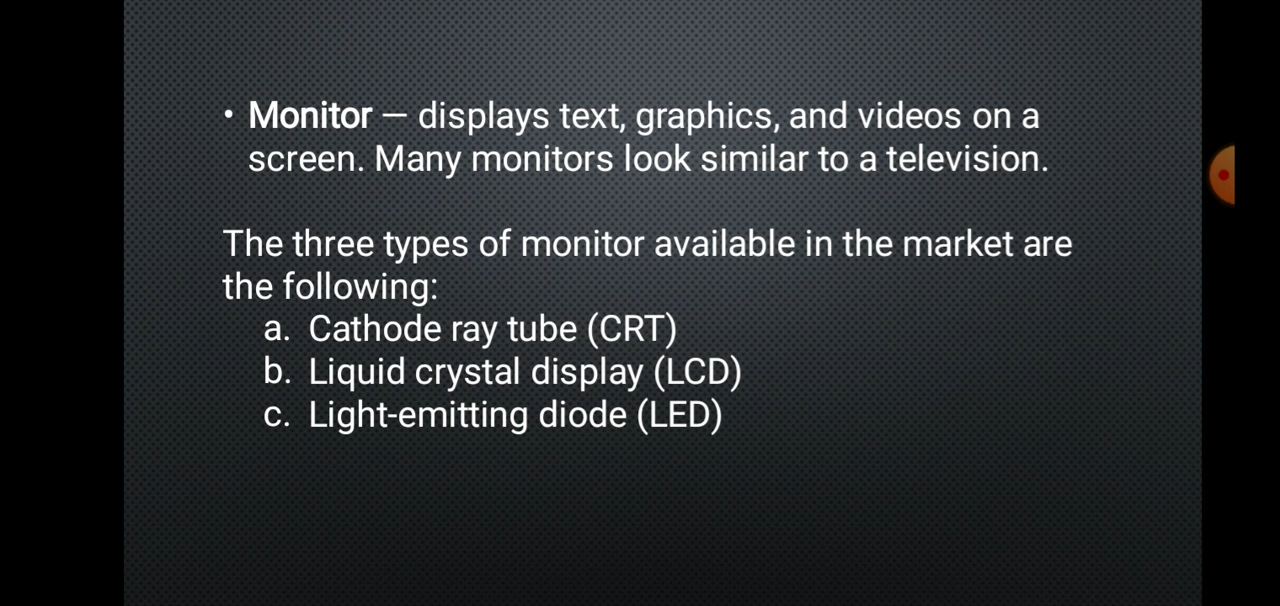 • Monitor — displays text, graphics, and videos on a
screen. Many monitors look similar to a television.
The three types of monitor available in the market are
the following:
a. Cathode ray tube (CRT)
b. Liquid crystal display (LCD)
c. Light-emitting diode (LED)